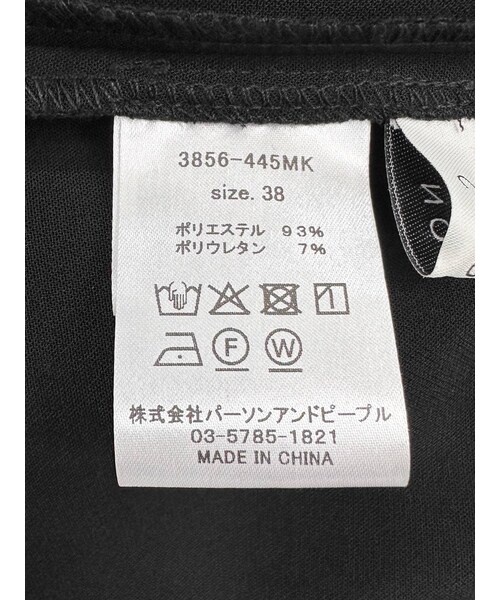 3856-445MK
size. 38
ポリエステル 93%
ポリウレタン 7%
F W
株式会社パーソンアンドピープル
03-5785-1821
MADE IN CHINA